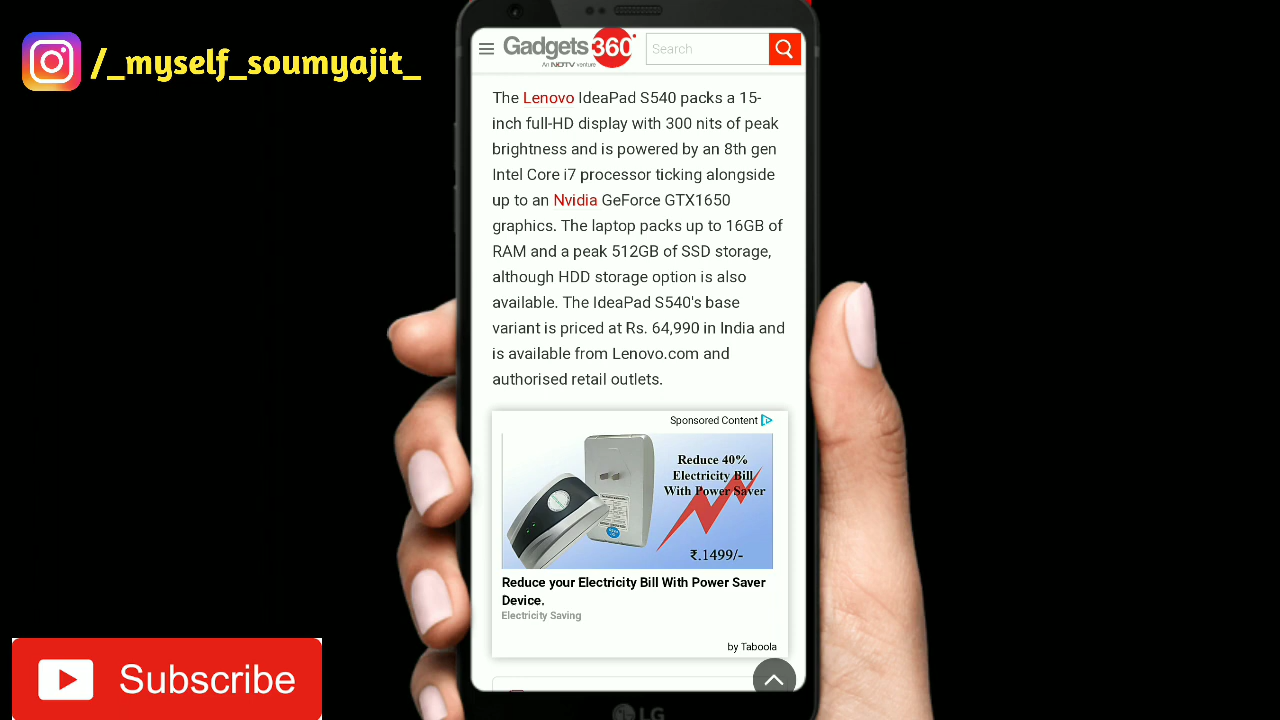 /_myself_soumyajit_
Gadgets 360
An NDTV venture
Search
The Lenovo IdeaPad S540 packs a 15-
inch full-HD display with 300 nits of peak
brightness and is powered by an 8th gen
Intel Core i7 processor ticking alongside
up to an Nvidia GeForce GTX1650
graphics. The laptop packs up to 16GB of
RAM and a peak 512GB of SSD storage,
although HDD storage option is also
available. The IdeaPad S540's base
variant is priced at Rs. 64,990 in India and
is available from Lenovo.com and
authorised retail outlets.
Sponsored Content
Reduce 40%
Electricity Bill
With Power Saver
₹.1499/-
Reduce your Electricity Bill With Power Saver
Device.
Electricity Saving
by Taboola
Subscribe
LG